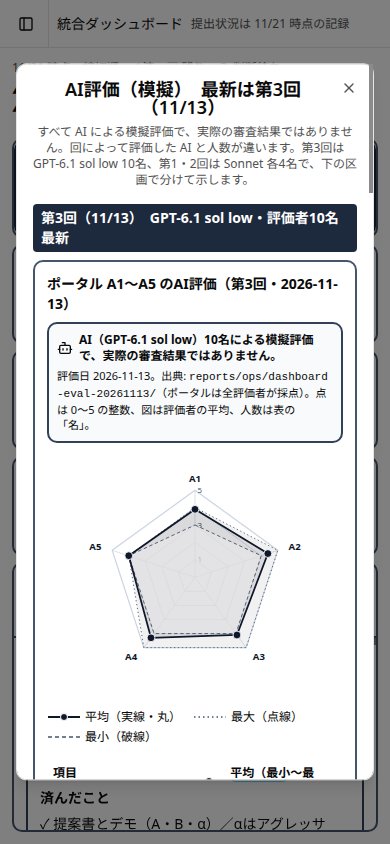 統合ダッシュボード 提出状況は 11/21 時点の記録
AI評価（模擬） 最新は第3回
（11/13）
すべて AI による模擬評価で、実際の審査結果ではありませ
ん。回によって評価した AI と人数が違います。第3回は
GPT-6.1 sol low 10名、第1・2回は Sonnet 各4名で、下の区
画で分けて示します。
第3回（11/13） GPT-6.1 sol low・評価者10名
最新
ポータル A1〜A5 のAI評価（第3回・2026-11-
13）
AI（GPT-6.1 sol low）10名による模擬評価
で、実際の審査結果ではありません。
評価日 2026-11-13。出典: reports/ops/dashboard
-eval-20261113/（ポータルは全評価者が採点）。点
は 0〜5 の整数、図は評価者の平均、人数は表の
「名」。
A1
5
3
1
A5
A2
A4
A3
平均（実線・丸） 最大（点線）
最小（破線）
項目 平均（最小〜最
済んだこと
✓ 提案書とデモ（A・B・α）／αはアグレッサ